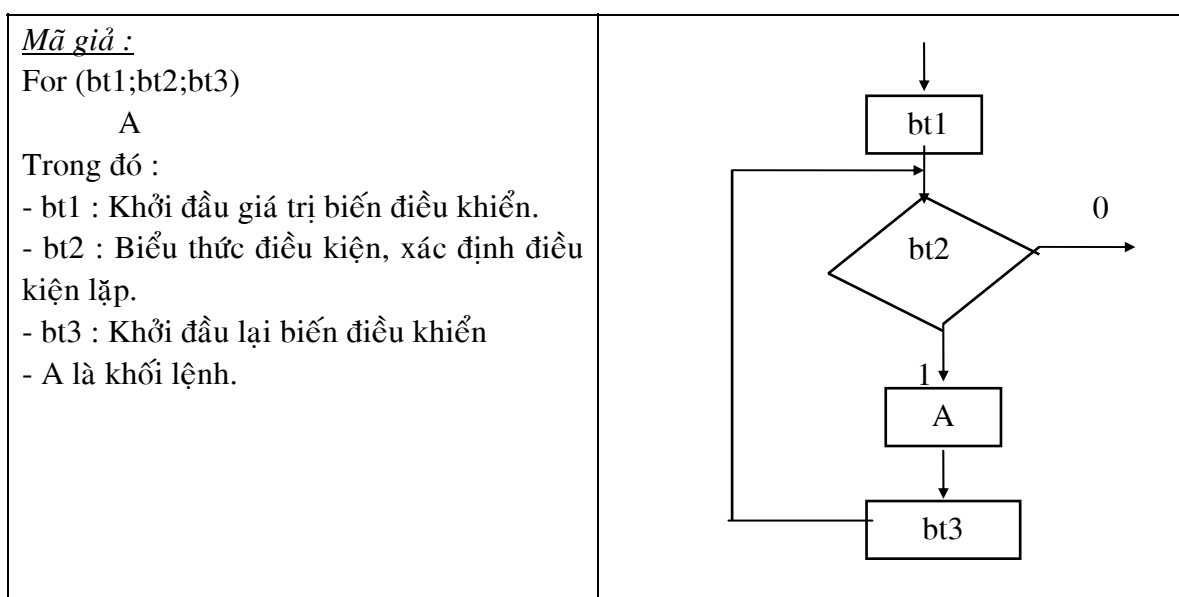 Mã giả :
For (bt1;bt2;bt3)
A
Trong đó :
- bt1 : Khởi đầu giá trị biến điều khiển.
- bt2 : Biểu thức điều kiện, xác định điều
kiện lặp.
- bt3 : Khởi đầu lại biến điều khiển
- A là khối lệnh.
bt1
0
bt2
1
A
bt3